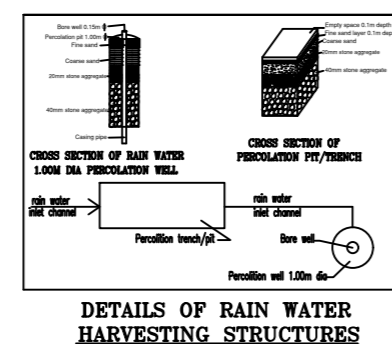 Bore well 0.15m ϕ
Percolation pit 1.00m ϕ
Fine sand
Coarse sand
20mm stone aggregate
40mm stone aggregate
Casing pipe
CROSS SECTION OF RAIN WATER
1.00M DIA PERCOLATION WELL
Empty space 0.1m depth
Fine sand layer 0.1m dep
Coarse sand
20mm stone aggregate
40mm stone aggregate
CROSS SECTION OF
PERCOLATION PIT/TRENCH
rain water
inlet channel
Percolition trench/pit
rain water
inlet channel
Bore well
Percolition well 1.00m dia
DETAILS OF RAIN WATER
HARVESTING STRUCTURES